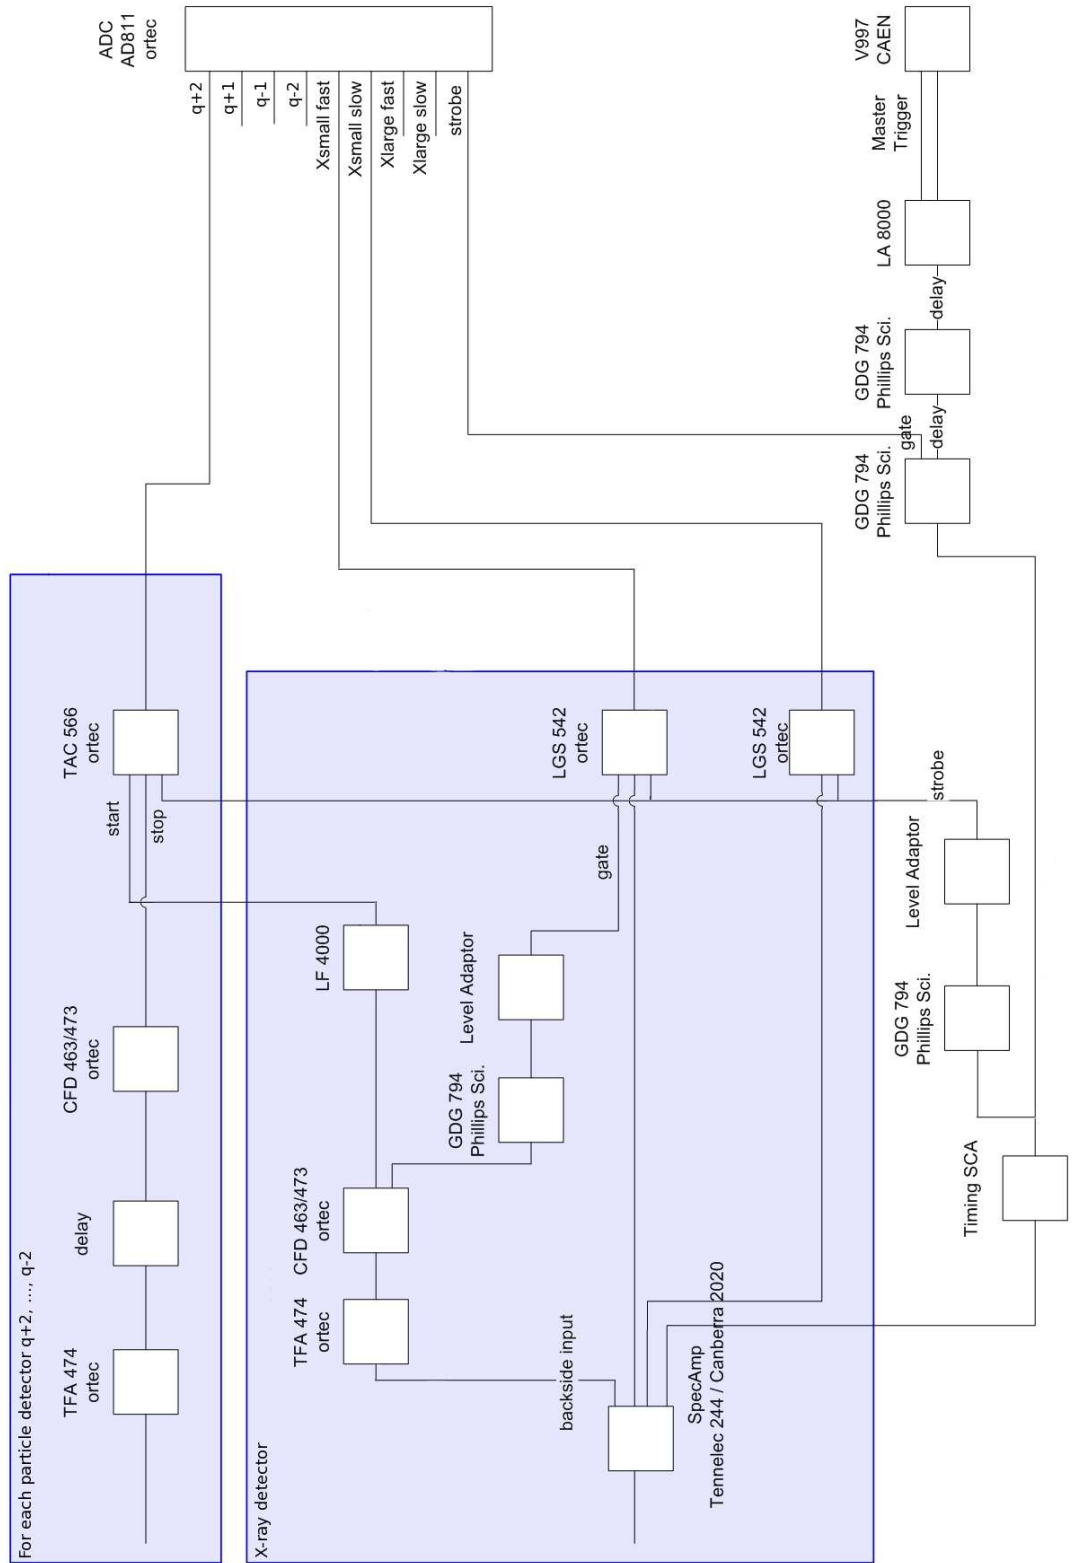 ADC
AD811
ortec
q+2
q+1
q-1
q-2
Xsmall fast
Xsmall slow
Xlarge fast
Xlarge slow
strobe
V997
CAEN
Master
Trigger
LA 8000
delay
GDG 794
Phillips Sci.
delay
gate
GDG 794
Phillips Sci.
For each particle detector q+2, ..., q-2
TFA 474
ortec
delay
CFD 463/473
ortec
start
stop
TAC 566
ortec
X-ray detector
SpecAmp
Tennelec 244 / Canberra 2020
backside input
TFA 474
ortec
CFD 463/473
ortec
LF 4000
GDG 794
Phillips Sci.
Level Adaptor
gate
LGS 542
ortec
LGS 542
ortec
Timing SCA
GDG 794
Phillips Sci.
Level Adaptor
strobe